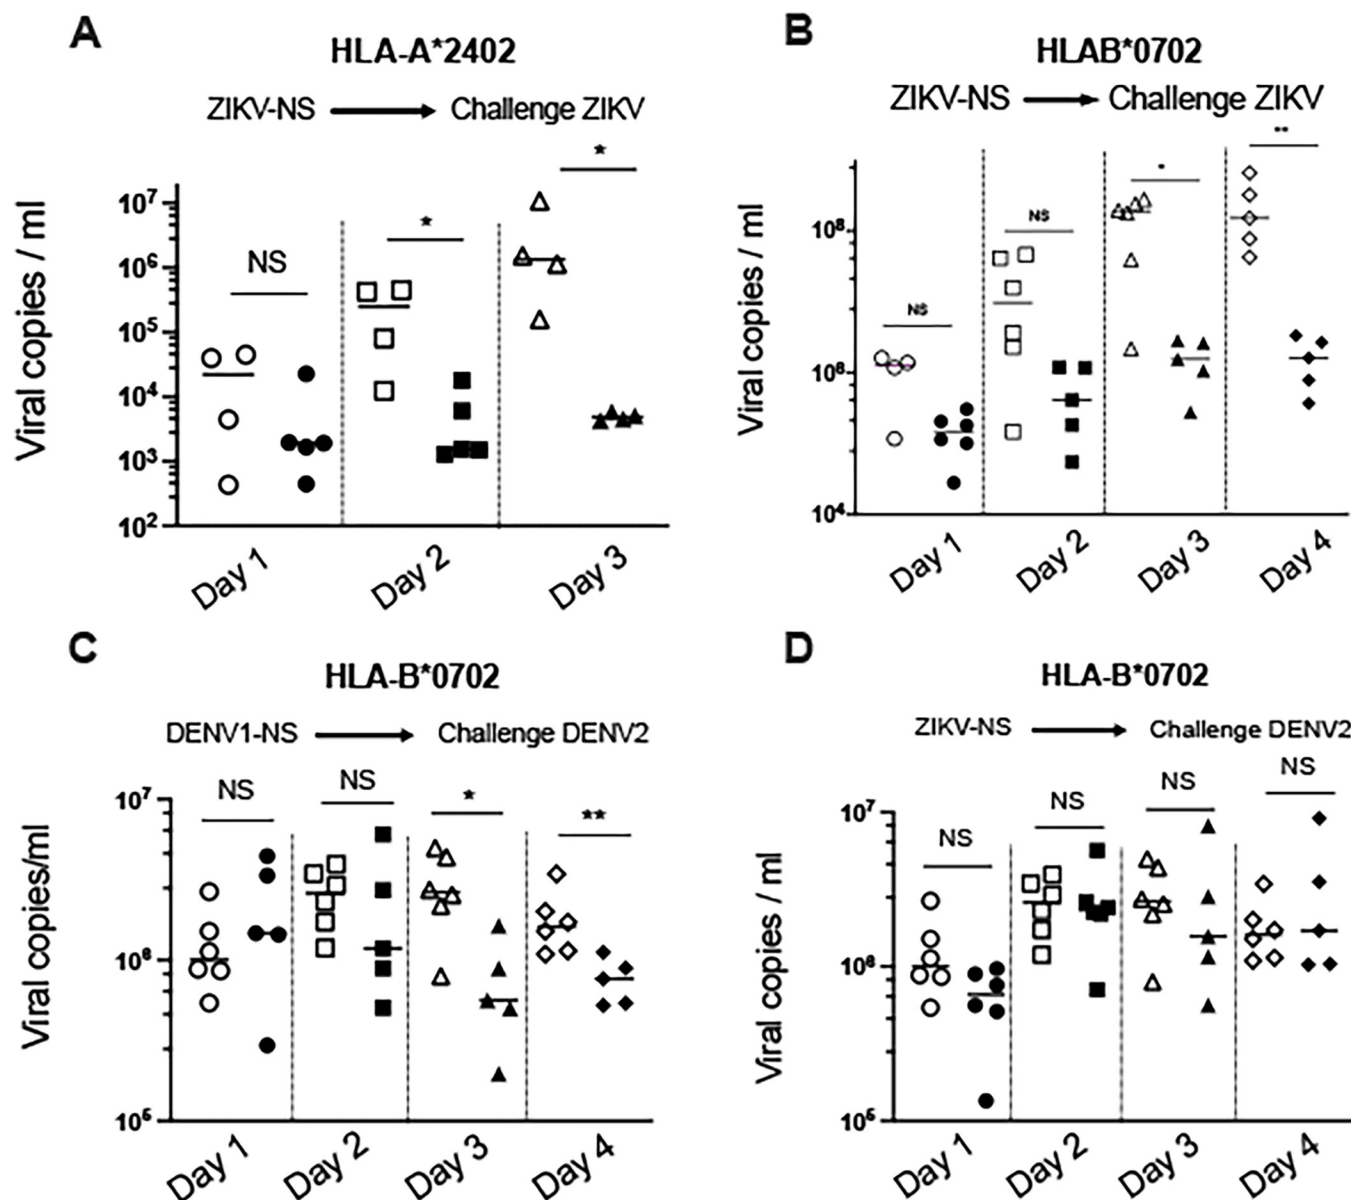 A
HLA-A*2402
ZIKV-NS Challenge ZIKV
Viral copies / ml
10⁷
10⁶
10⁵
10⁴
10³
10²
NS
*
*
Day 1
Day 2
Day 3
B
HLAB*0702
ZIKV-NS Challenge ZIKV
Viral copies / ml
10⁸
10⁶
10⁴
NS
NS
*
**
Day 1
Day 2
Day 3
Day 4
C
HLA-B*0702
DENV1-NS Challenge DENV2
Viral copies/ml
10⁷
10⁶
10⁶
NS
NS
*
**
Day 1
Day 2
Day 3
Day 4
D
HLA-B*0702
ZIKV-NS Challenge DENV2
Viral copies / ml
10⁷
10⁶
10⁶
NS
NS
NS
NS
Day 1
Day 2
Day 3
Day 4